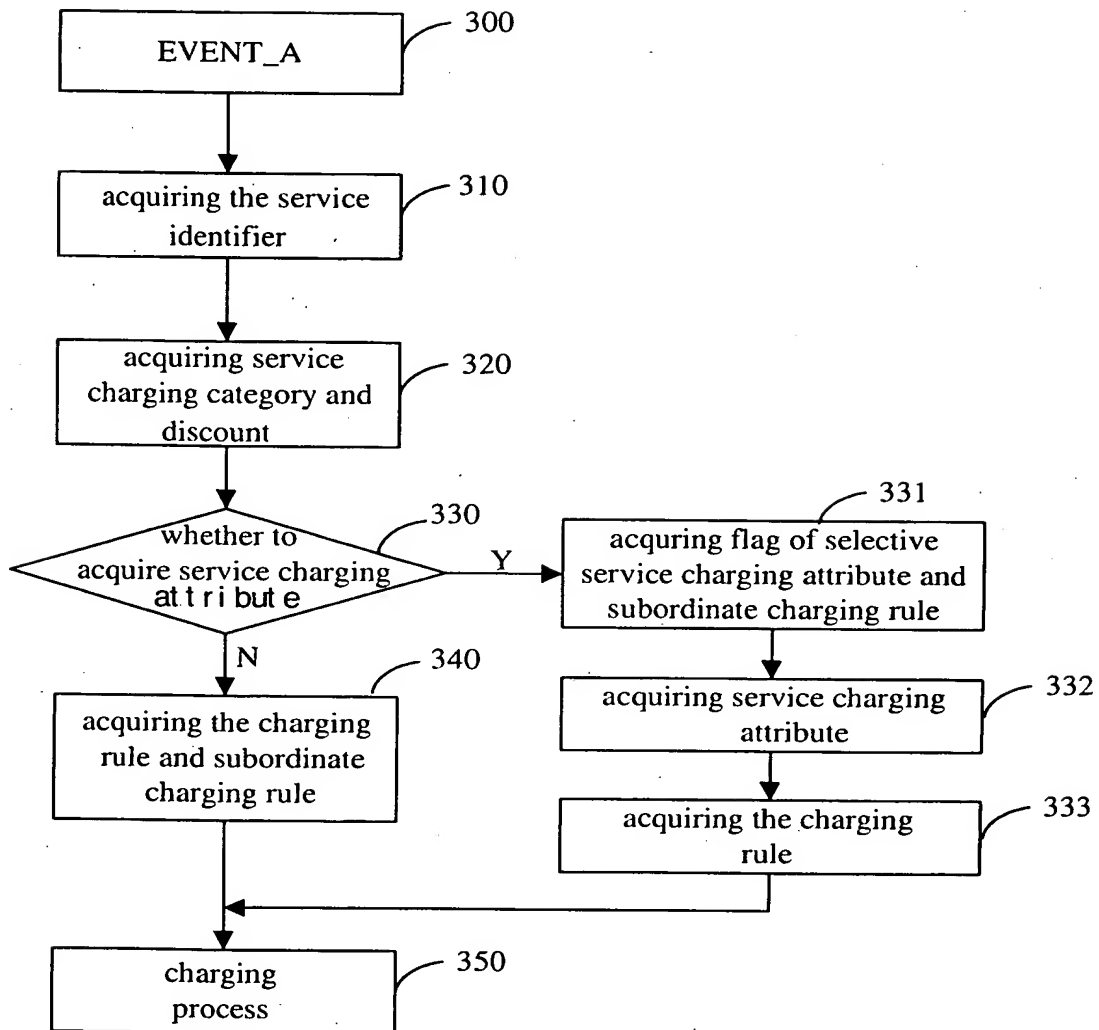 EVENT_A
300
acquiring the service
identifier
310
acquiring service
charging category and
discount
320
whether to
acquire service charging
attribute
330
Y
N
acquring flag of selective
service charging attribute and
subordinate charging rule
331
acquiring service charging
attribute
332
acquiring the charging
rule
333
acquiring the charging
rule and subordinate
charging rule
340
charging
process
350